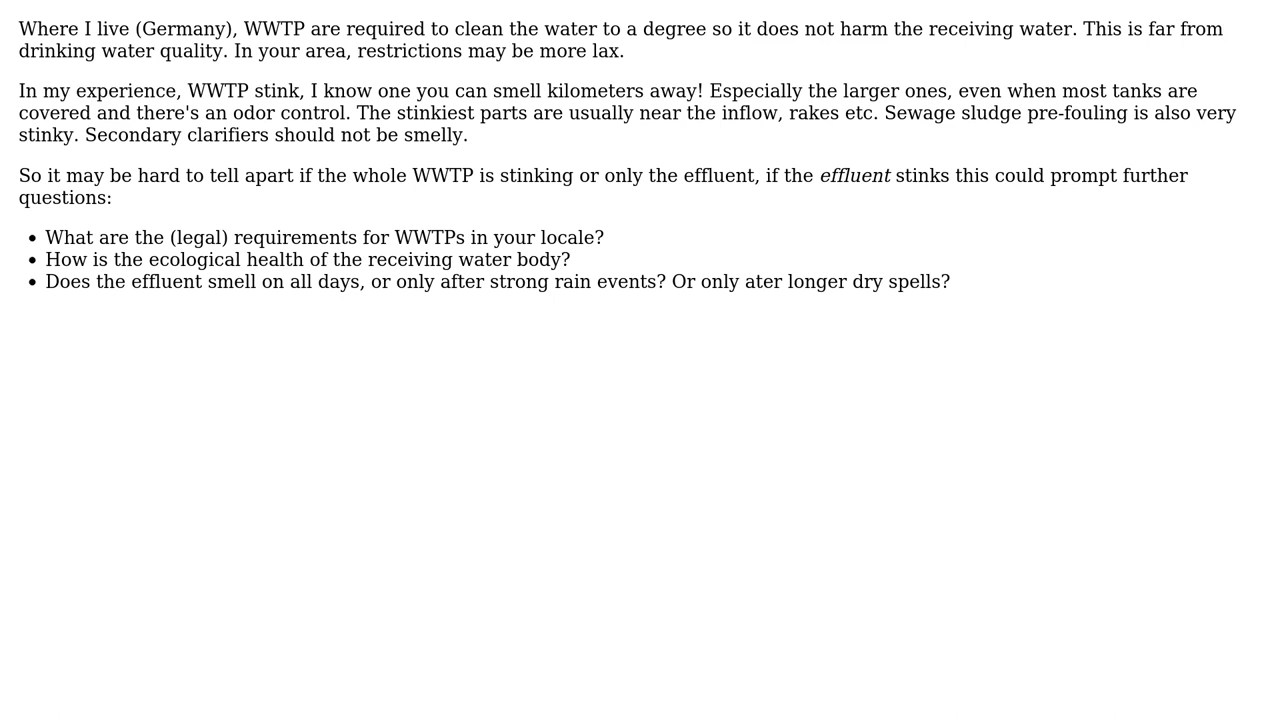 Where I live (Germany), WWTP are required to clean the water to a degree so it does not harm the receiving water. This is far from
drinking water quality. In your area, restrictions may be more lax.
In my experience, WWTP stink, I know one you can smell kilometers away! Especially the larger ones, even when most tanks are
covered and there's an odor control. The stinkiest parts are usually near the inflow, rakes etc. Sewage sludge pre-fouling is also very
stinky. Secondary clarifiers should not be smelly.
So it may be hard to tell apart if the whole WWTP is stinking or only the effluent, if the effluent stinks this could prompt further
questions:
• What are the (legal) requirements for WWTPs in your locale?
• How is the ecological health of the receiving water body?
• Does the effluent smell on all days, or only after strong rain events? Or only ater longer dry spells?